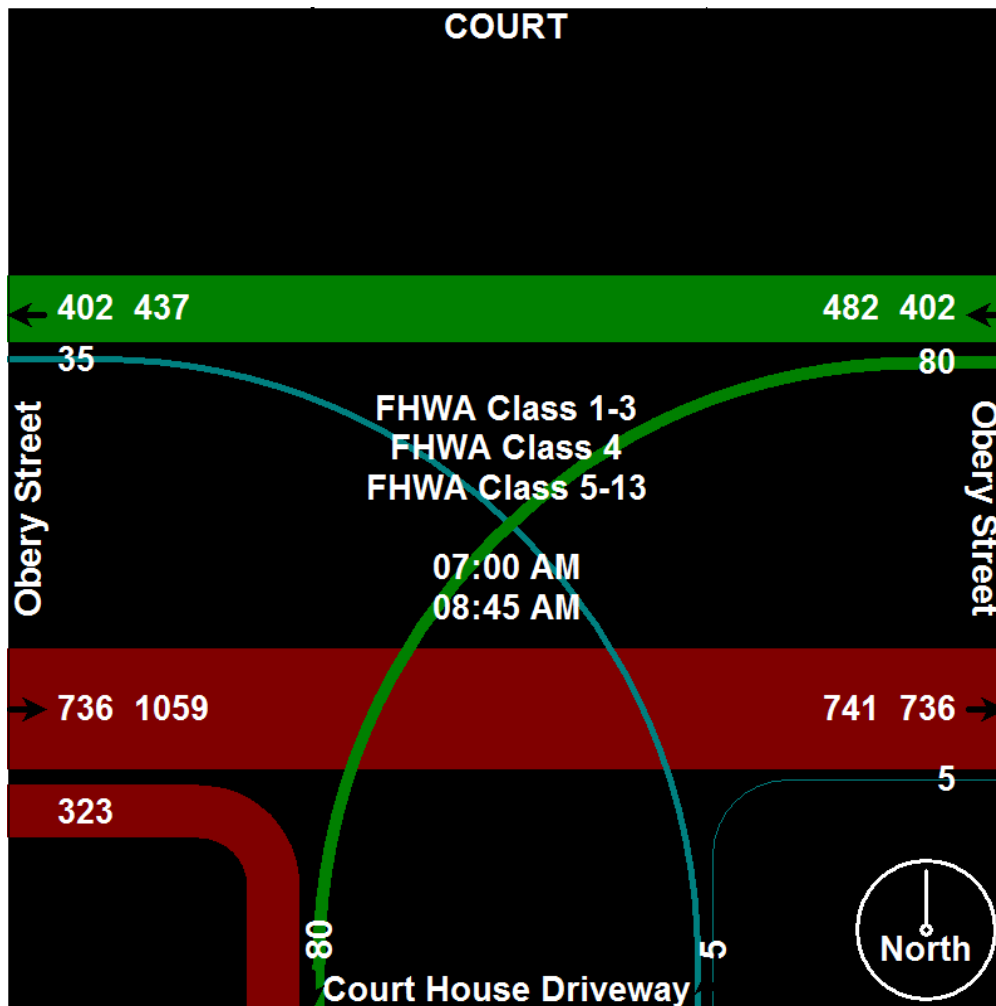 COURT
402 437
482 402
35
80
FHWA Class 1-3
FHWA Class 4
FHWA Class 5-13
Obery Street
Obery Street
07:00 AM
08:45 AM
736 1059
741 736
5
323
80
5
North
Court House Driveway